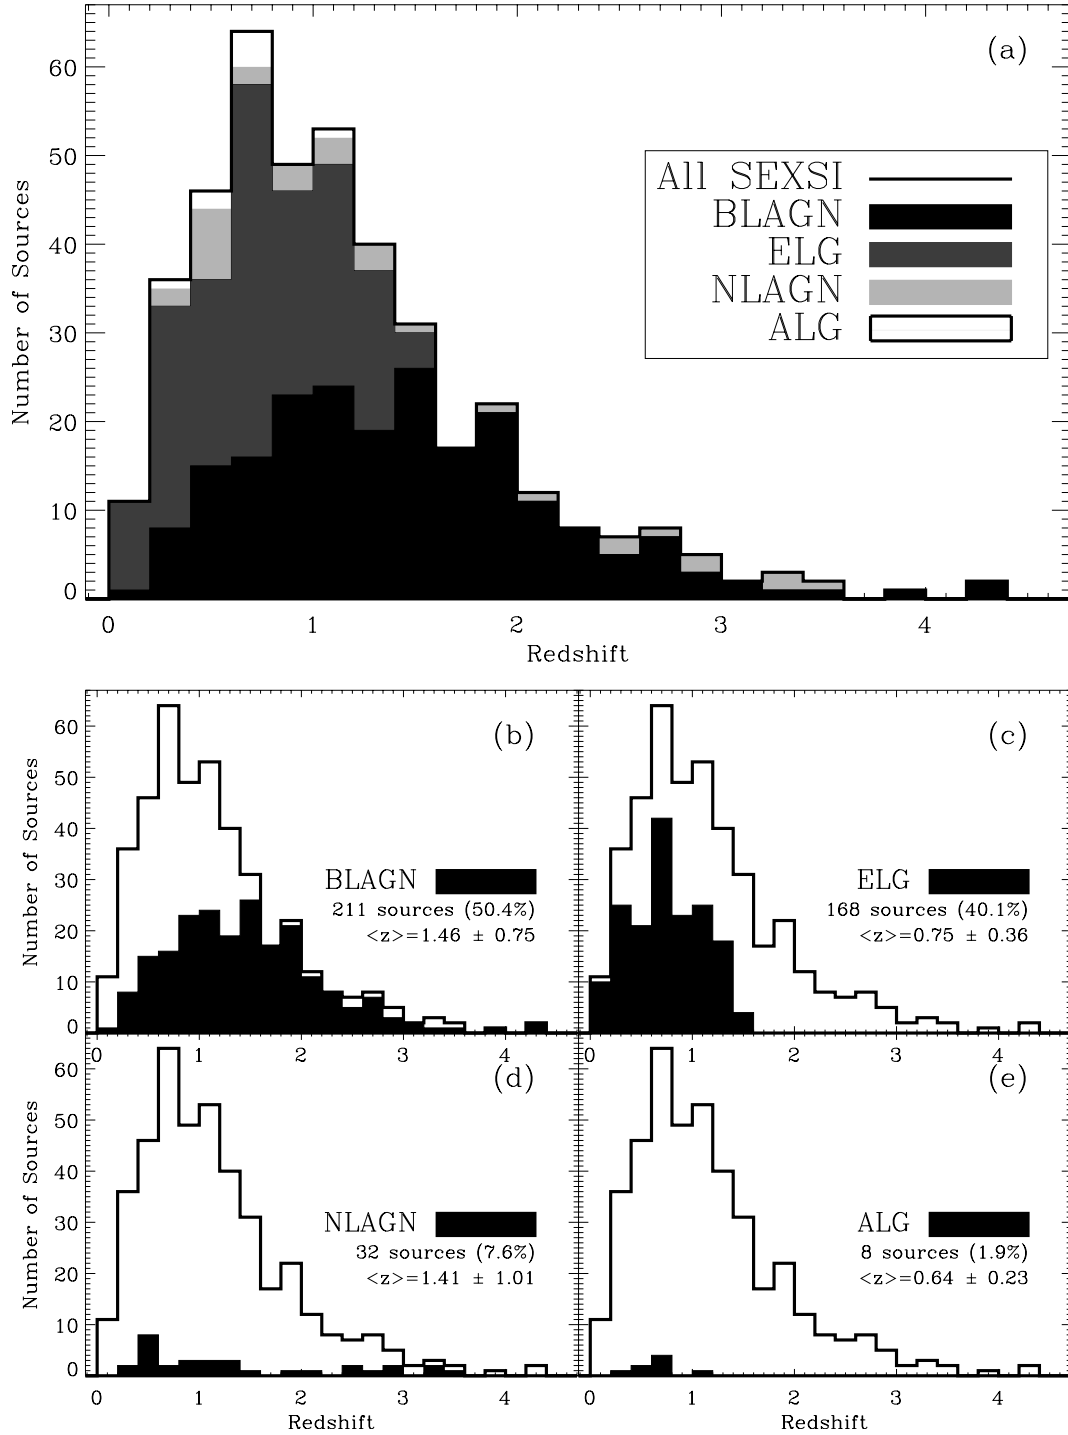 (a)
60
50
40
30
20
10
0
Number of Sources
All SEXSI
BLAGN
ELG
NLAGN
ALG
0 1 2 3 4
Redshift
(b)
60
50
40
30
20
10
0
Number of Sources
BLAGN
211 sources (50.4%)
<z>=1.46 ± 0.75
0 1 2 3 4
(c)
ELG
168 sources (40.1%)
<z>=0.75 ± 0.36
0 1 2 3 4
(d)
60
50
40
30
20
10
0
Number of Sources
NLAGN
32 sources (7.6%)
<z>=1.41 ± 1.01
0 1 2 3 4
Redshift
(e)
ALG
8 sources (1.9%)
<z>=0.64 ± 0.23
0 1 2 3 4
Redshift